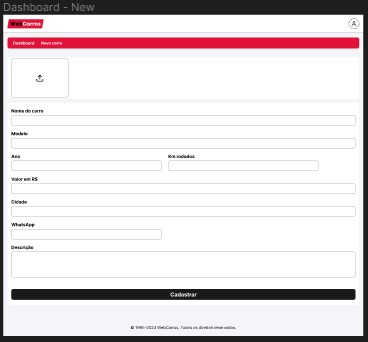 Dashboard - New
WebCarros
Dashboard Novo carro
Nome do carro
Modelo
Ano Km rodados
Valor em R$
Cidade
WhatsApp
Descrição
Cadastrar
© 1991-2023 WebCarros. Todos os direitos reservados.